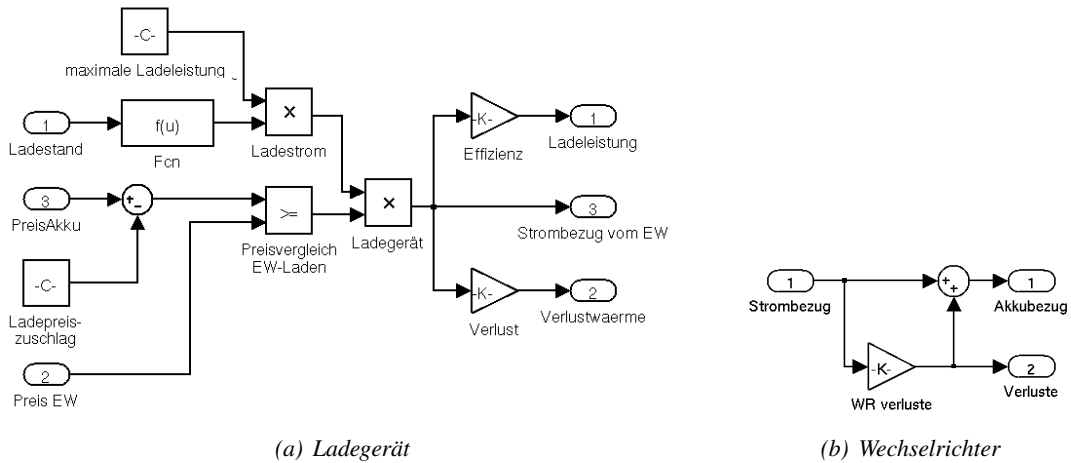 -C-
maximale Ladeleistung
1
Ladestand
f(u)
Fcn
×
Ladestrom
-K-
Effizienz
1
Ladeleistung
3
PreisAkku
+
-
>=
Preisvergleich
EW-Laden
×
Ladegerät
3
Strombezug vom EW
-C-
Ladepreis-
zuschlag
-K-
Verlust
2
Verlustwaerme
2
Preis EW
1
Strombezug
+
+
1
Akkubezug
-K-
WR verluste
2
Verluste
(a) Ladegerät
(b) Wechselrichter